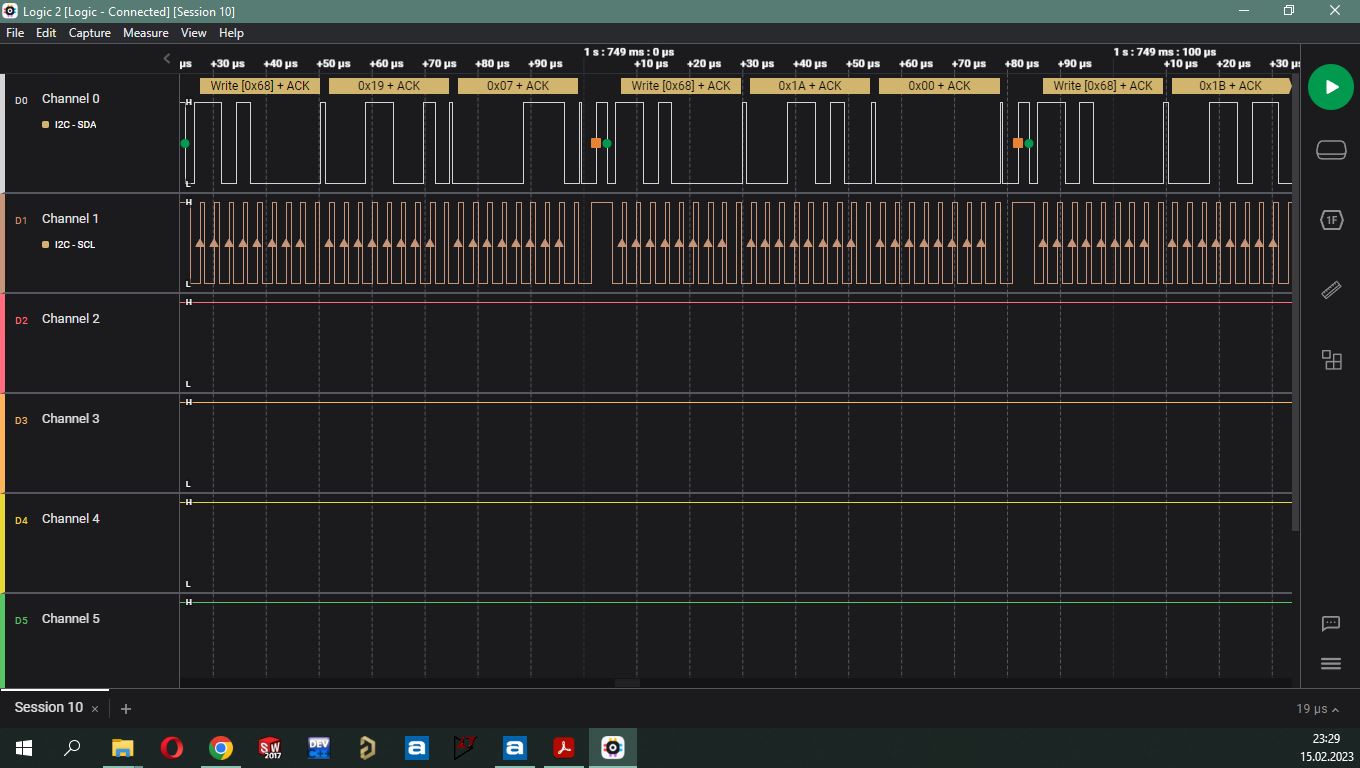 Logic 2 [Logic - Connected] [Session 10]
File Edit Capture Measure View Help
1 s : 749 ms : 0 µs 1 s : 749 ms : 100 µs
µs +30 µs +40 µs +50 µs +60 µs +70 µs +80 µs +90 µs +10 µs +20 µs +30 µs +40 µs +50 µs +60 µs +70 µs +80 µs +90 µs +10 µs +20 µs +30 µs
Write [0x68] + ACK 0x19 + ACK 0x07 + ACK Write [0x68] + ACK 0x1A + ACK 0x00 + ACK Write [0x68] + ACK 0x1B + ACK
D0 Channel 0 H
I2C - SDA
L
D1 Channel 1 H
I2C - SCL
L
D2 Channel 2 H
L
D3 Channel 3 H
L
D4 Channel 4 H
L
D5 Channel 5 H
1F
Session 10 × +
19 µs
SW 2017
DEV C++
a
a
23:29
15.02.2023